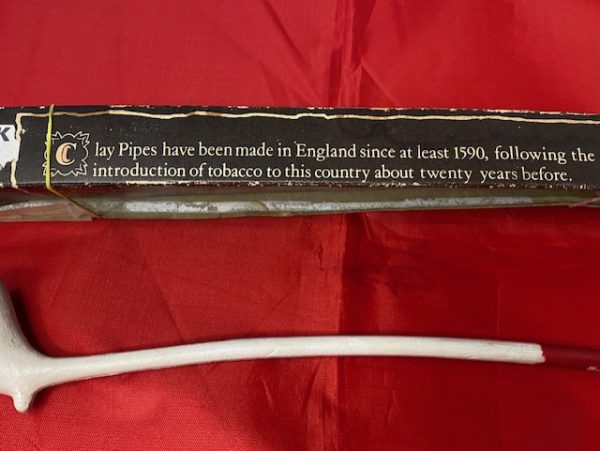 K
Clay Pipes have been made in England since at least 1590, following the
introduction of tobacco to this country about twenty years before.